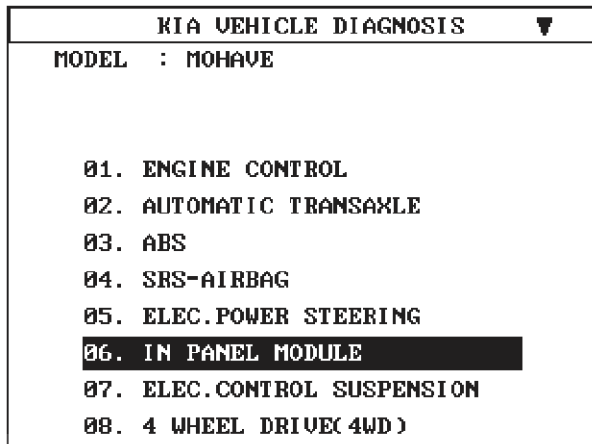 KIA VEHICLE DIAGNOSIS ▼
MODEL : MOHAVE
01. ENGINE CONTROL
02. AUTOMATIC TRANSAXLE
03. ABS
04. SRS-AIRBAG
05. ELEC.POWER STEERING
06. IN PANEL MODULE
07. ELEC.CONTROL SUSPENSION
08. 4 WHEEL DRIVE(4WD)